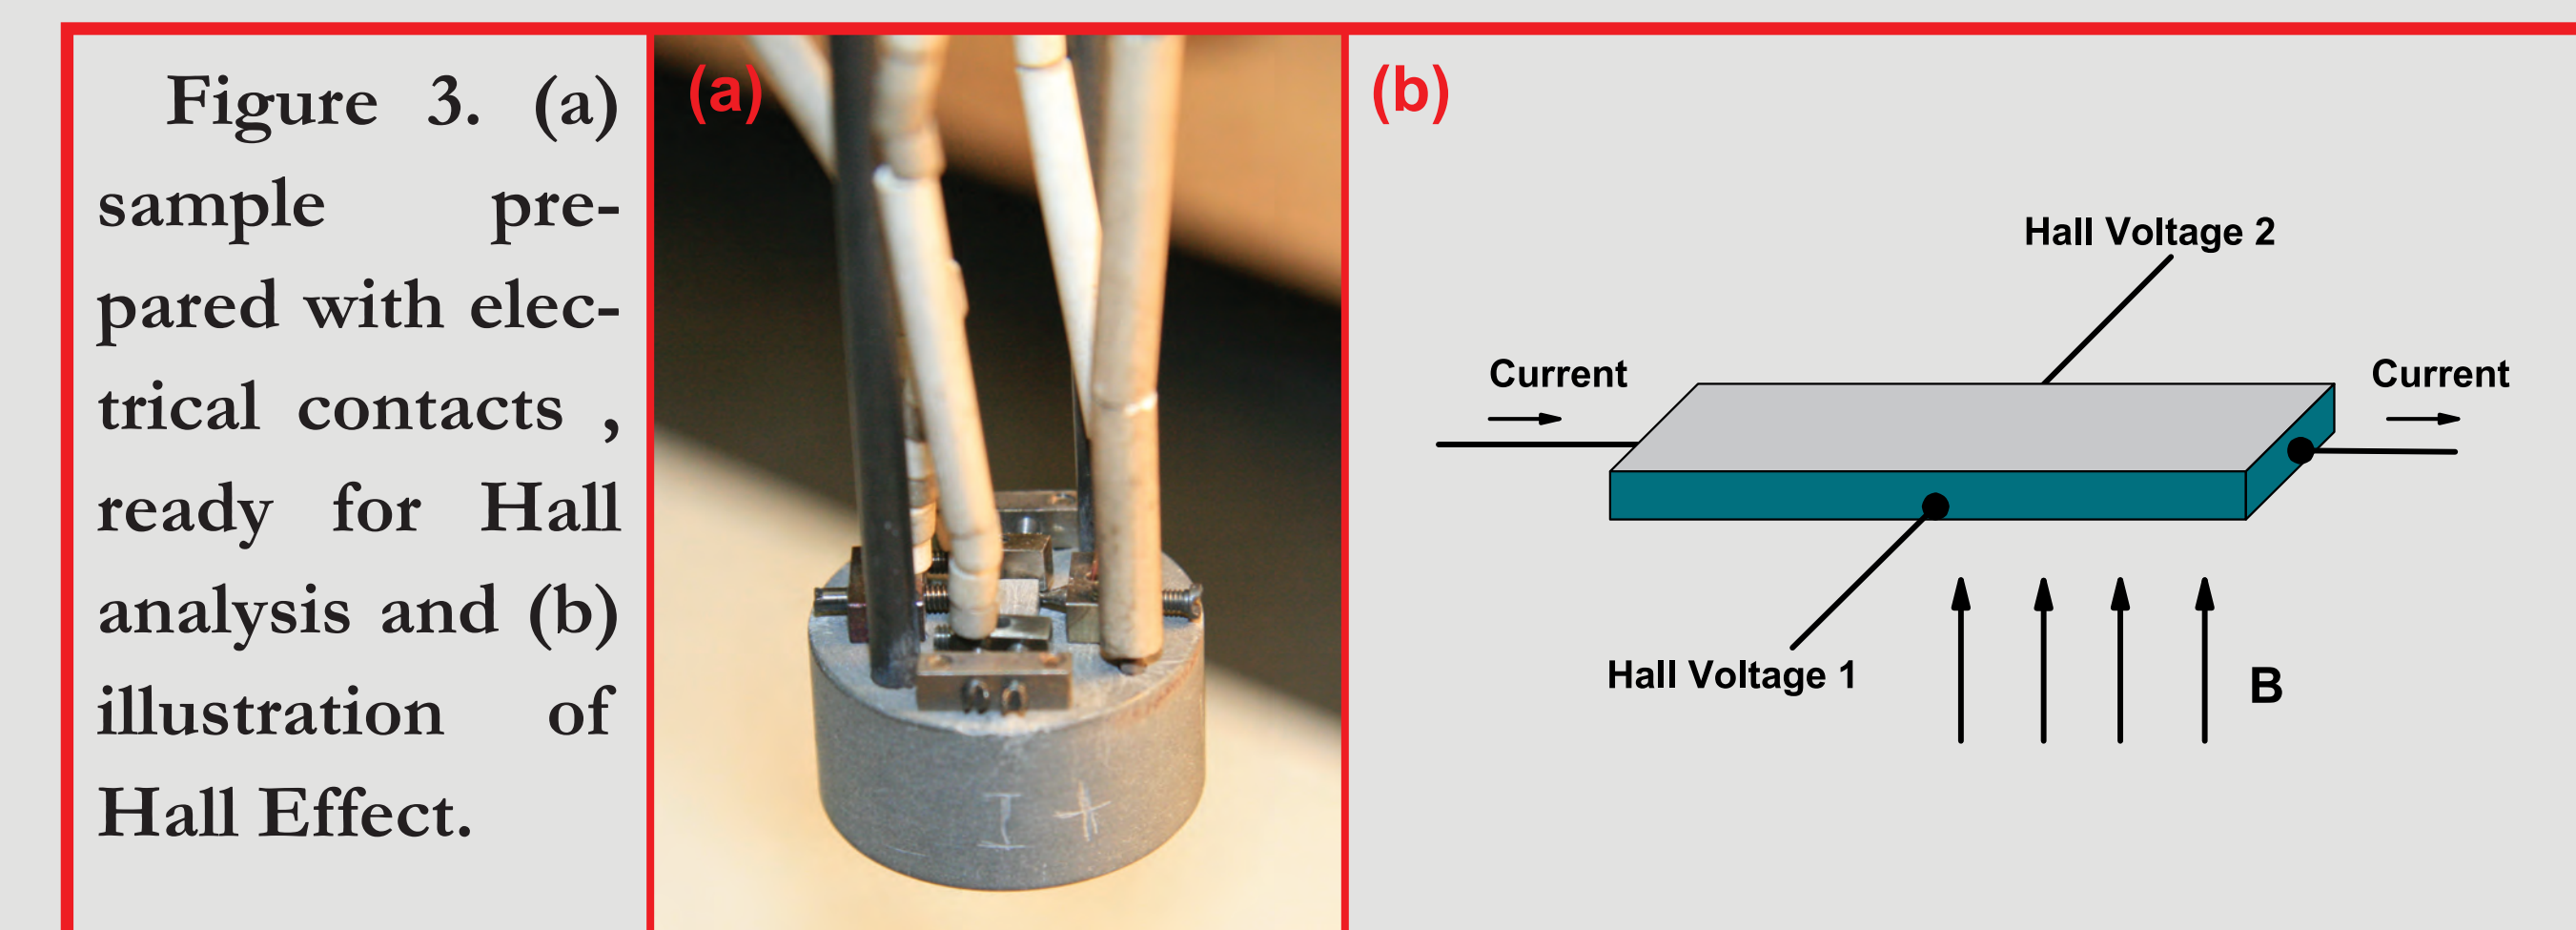 Figure 3. (a)
sample pre-
pared with elec-
trical contacts ,
ready for Hall
analysis and (b)
illustration of
Hall Effect.
(a)
I +
(b)
Hall Voltage 2
Current
Current
Hall Voltage 1
B